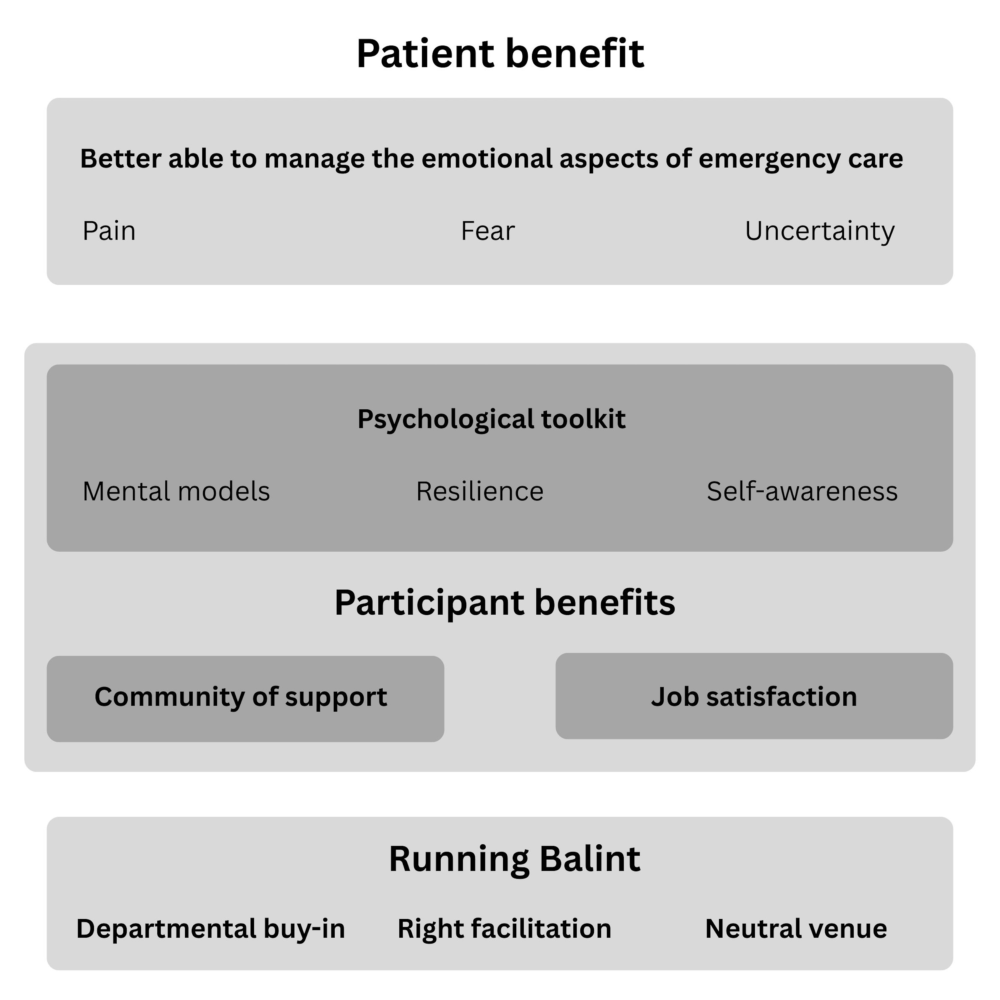 Patient benefit
Better able to manage the emotional aspects of emergency care
Pain Fear Uncertainty
Psychological toolkit
Mental models Resilience Self-awareness
Participant benefits
Community of support Job satisfaction
Running Balint
Departmental buy-in Right facilitation Neutral venue